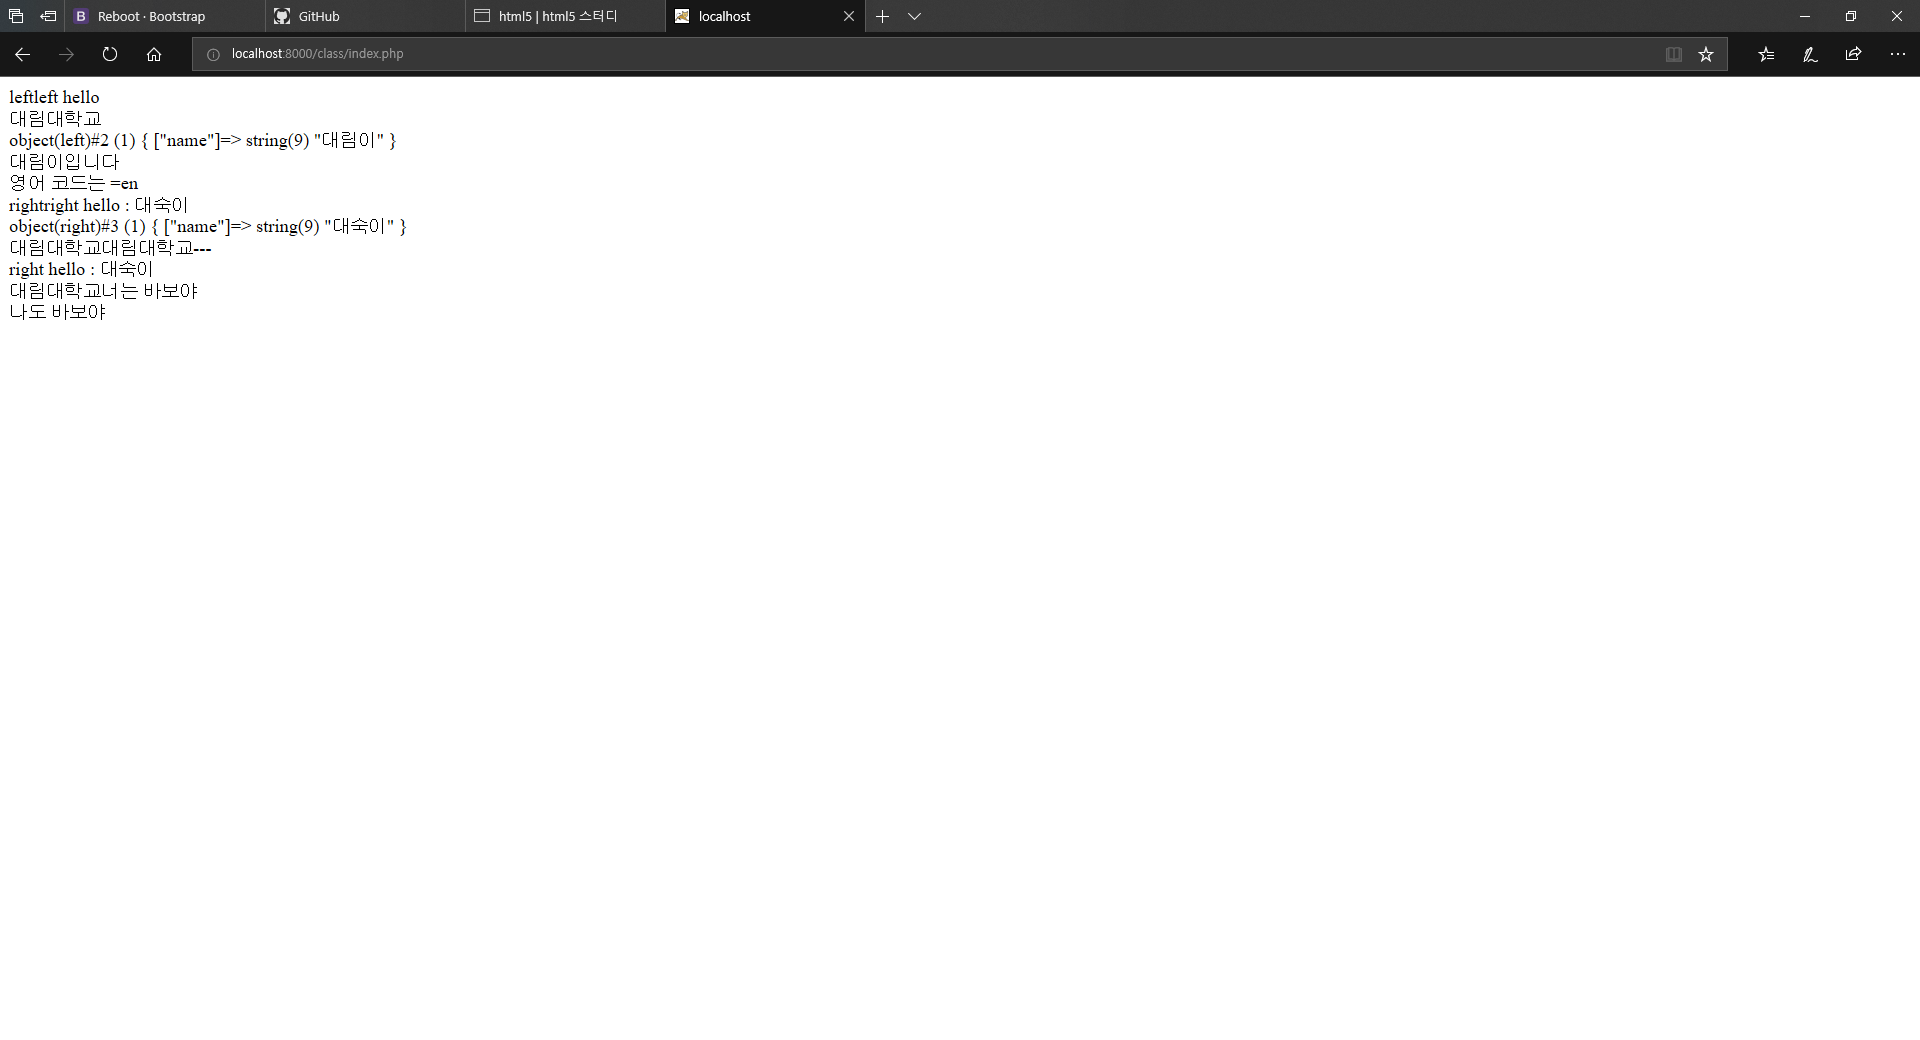 Reboot · Bootstrap
GitHub
html5 | html5 스터디
localhost
localhost:8000/class/index.php
leftleft hello
대림대학교
object(left)#2 (1) { ["name"]=> string(9) "대림이" }
대림이입니다
영어 코드는 =en
rightright hello : 대숙이
object(right)#3 (1) { ["name"]=> string(9) "대숙이" }
대림대학교대림대학교---
right hello : 대숙이
대림대학교너는 바보야
나도 바보야